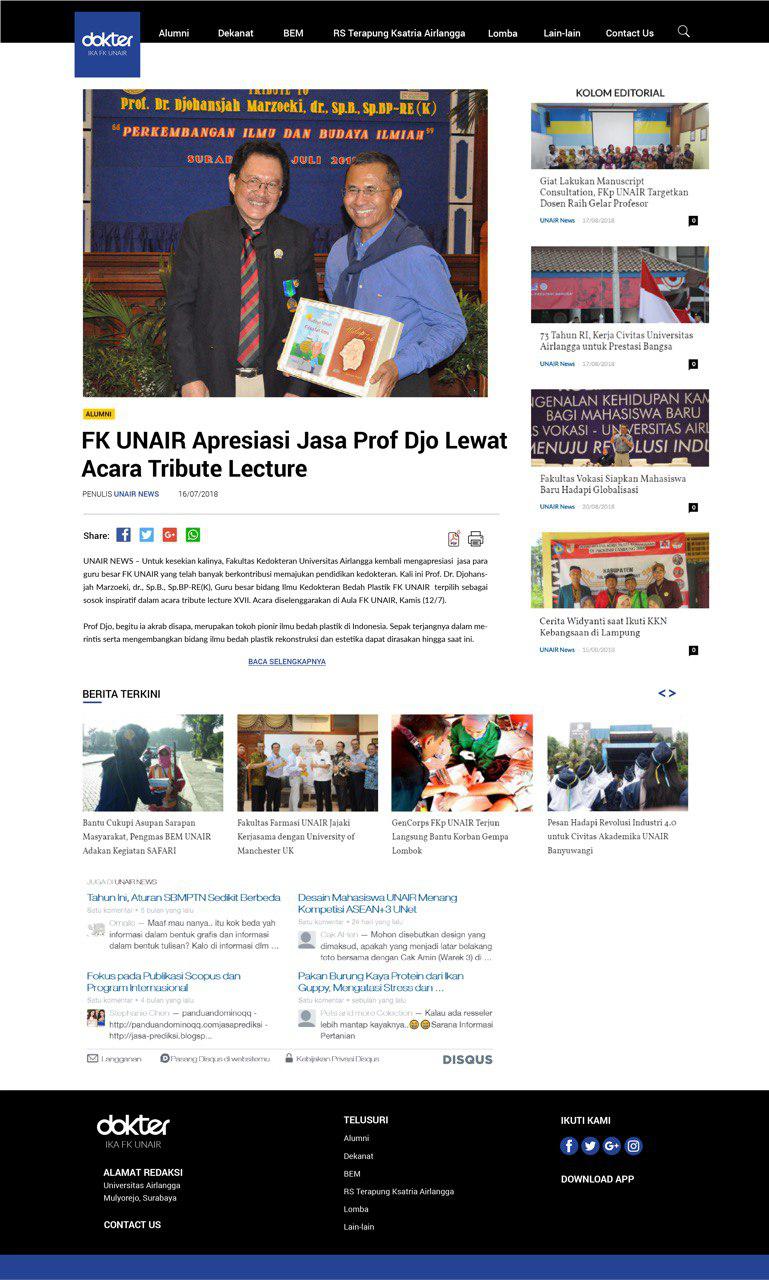 dokter
IKA FK UNAIR
Alumni
Dekanat
BEM
RS Terapung Ksatria Airlangga
Lomba
Lain-lain
Contact Us
TRIBUTE TO
Prof. Dr. Djohansjah Marzoeki, dr., Sp.B., Sp.BP-RE(K)
"PERKEMBANGAN ILMU DAN BUDAYA ILMIAH"
JULI
ALUMNI
FK UNAIR Apresiasi Jasa Prof Djo Lewat
Acara Tribute Lecture
PENULIS UNAIR NEWS 16/07/2018
Share:
UNAIR NEWS – Untuk kesekian kalinya, Fakultas Kedokteran Universitas Airlangga kembali mengapresiasi jasa para
guru besar FK UNAIR yang telah banyak berkontribusi memajukan pendidikan kedokteran. Kali ini Prof. Dr. Djohans-
jah Marzoeki, dr., Sp.B., Sp.BP-RE(K), Guru besar bidang Ilmu Kedokteran Bedah Plastik FK UNAIR terpilih sebagai
sosok inspiratif dalam acara tribute lecture XVII. Acara diselenggarakan di Aula FK UNAIR, Kamis (12/7).
Prof Djo, begitu ia akrab disapa, merupakan tokoh pionir ilmu bedah plastik di Indonesia. Sepak terjangnya dalam me-
rintis serta mengembangkan bidang ilmu bedah plastik rekonstruksi dan estetika dapat dirasakan hingga saat ini.
BACA SELENGKAPNYA
KOLOM EDITORIAL
Giat Lakukan Manuscript
Consultation, FKp UNAIR Targetkan
Dosen Raih Gelar Profesor
UNAIR News - 17/08/2018 0
73 Tahun RI, Kerja Civitas Universitas
Airlangga untuk Prestasi Bangsa
UNAIR News - 17/08/2018 0
NGENALAN KEHIDUPAN KAM
BAGI MAHASISWA BARU
S VOKASI - UNIVERSITAS AIRL
MENUJU REVOLUSI INDU
Fakultas Vokasi Siapkan Mahasiswa
Baru Hadapi Globalisasi
UNAIR News - 20/08/2018 0
KABUPATEN
Cerita Widyanti saat Ikuti KKN
Kebangsaan di Lampung
UNAIR News - 15/08/2018 0
BERITA TERKINI
< >
Bantu Cukupi Asupan Sarapan
Masyarakat, Pengmas BEM UNAIR
Adakan Kegiatan SAFARI
Fakultas Farmasi UNAIR Jajaki
Kerjasama dengan University of
Manchester UK
GenCorps FKp UNAIR Terjun
Langsung Bantu Korban Gempa
Lombok
Pesan Hadapi Revolusi Industri 4.0
untuk Civitas Akademika UNAIR
Banyuwangi
JUGA DI UNAIR NEWS
Tahun Ini, Aturan SBMPTN Sedikit Berbeda
Satu komentar • 5 bulan yang lalu
Omaiio — Maaf mau nanya.. itu kok beda yah
informasi dalam bentuk grafis dan informasi
dalam bentuk tulisan? Kalo di informasi dlm ...
Desain Mahasiswa UNAIR Menang
Kompetisi ASEAN+3 UNet
Satu komentar • 24 hari yang lalu
Cak AHen — Mohon disebutkan design yang
dimaksud, apakah yang menjadi latar belakang
foto bersama dengan Cak Amin (Warek 3) di ...
Fokus pada Publikasi Scopus dan
Program Internasional
Satu komentar • 4 bulan yang lalu
Stephanie Chen — panduandominoqq -
http://panduandominoqq.comjasaprediksi -
http://jasa-prediksi.blogsp...
Pakan Burung Kaya Protein dari Ikan
Guppy, Mengatasi Stress dan ...
Satu komentar • sebulan yang lalu
Pets and more Colection — Kalau ada resseler
lebih mantap kayaknya..😄😄Sarana Informasi
Pertanian
Langganan
Pasang Disqus di websitemu
Kebijakan Privasi Disqus
DISQUS
dokter
IKA FK UNAIR
ALAMAT REDAKSI
Universitas Airlangga
Mulyorejo, Surabaya
CONTACT US
TELUSURI
Alumni
Dekanat
BEM
RS Terapung Ksatria Airlangga
Lomba
Lain-lain
IKUTI KAMI
DOWNLOAD APP